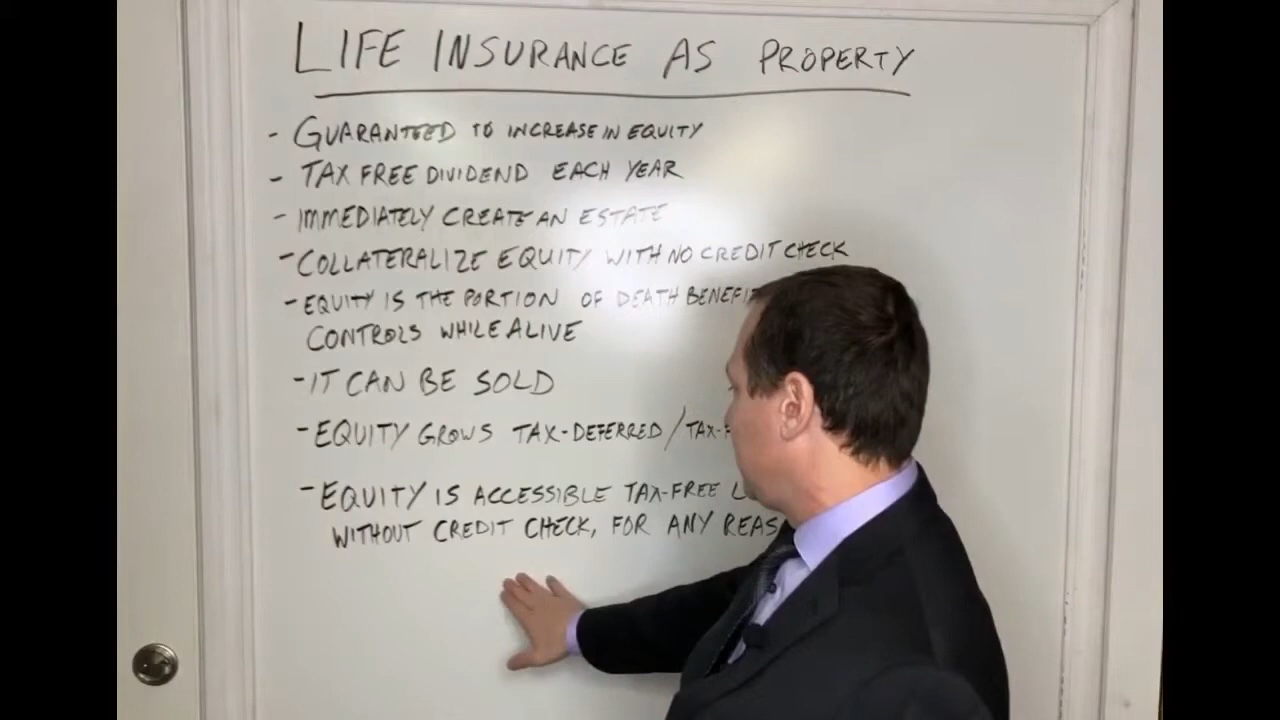 LIFE INSURANCE AS PROPERTY
- GUARANTEED TO INCREASE IN EQUITY
- TAX FREE DIVIDEND EACH YEAR
- IMMEDIATELY CREATE AN ESTATE
- COLLATERALIZE EQUITY WITH NO CREDIT CHECK
- EQUITY IS THE PORTION OF DEATH BENEFIT
CONTROLS WHILE ALIVE
- IT CAN BE SOLD
- EQUITY GROWS TAX-DEFERRED/TAX-
- EQUITY IS ACCESSIBLE TAX-FREE
WITHOUT CREDIT CHECK, FOR ANY